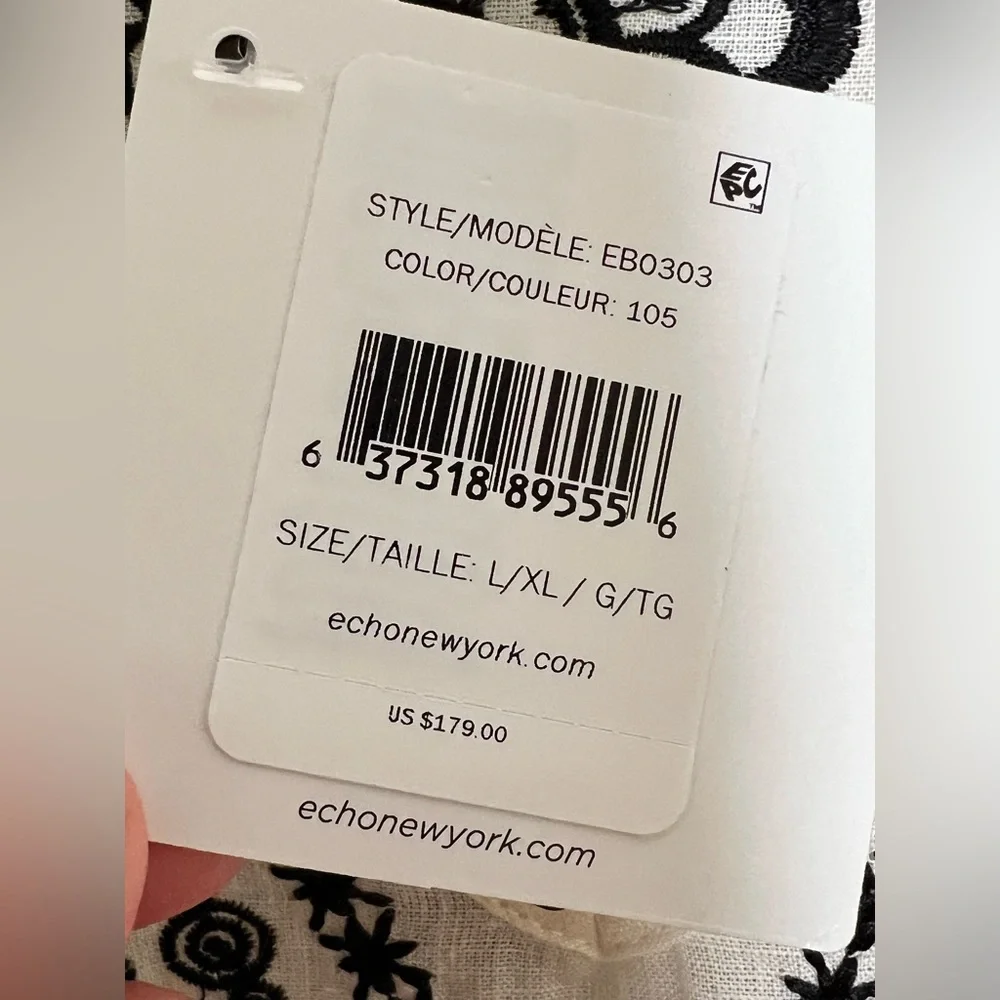 EPC™
STYLE/MODÈLE: EB0303
COLOR/COULEUR: 105
6 37318 89555 6
SIZE/TAILLE: L/XL / G/TG
echonewyork.com
US $179.00
echonewyork.com